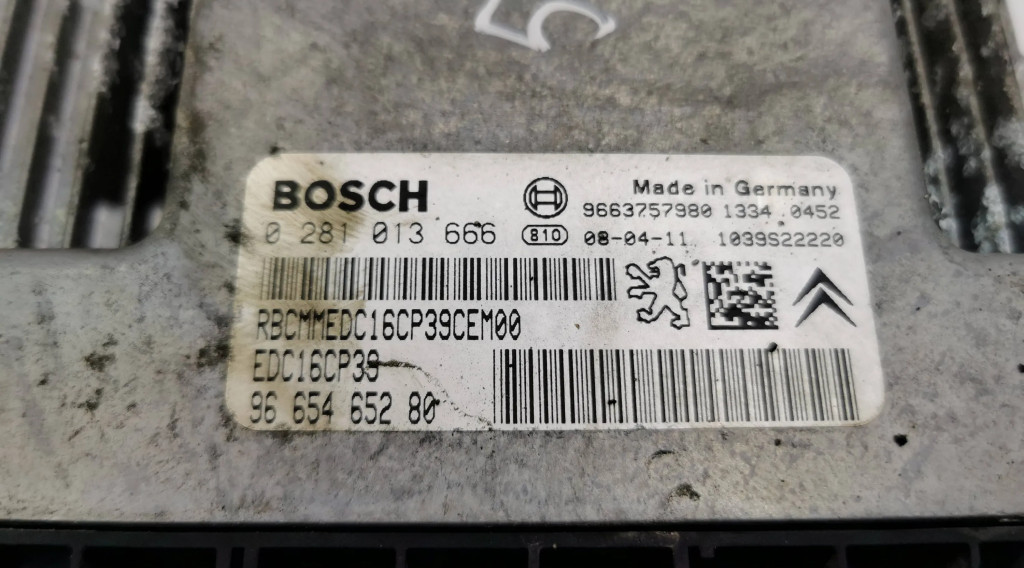 5
BOSCH
Made in Germany
9663757980 1334.0452
0 281 013 666
810
08-04-11
1039S22220
RBCMMEDC16CP39CEM00
EDC16CP39
96 654 652 80